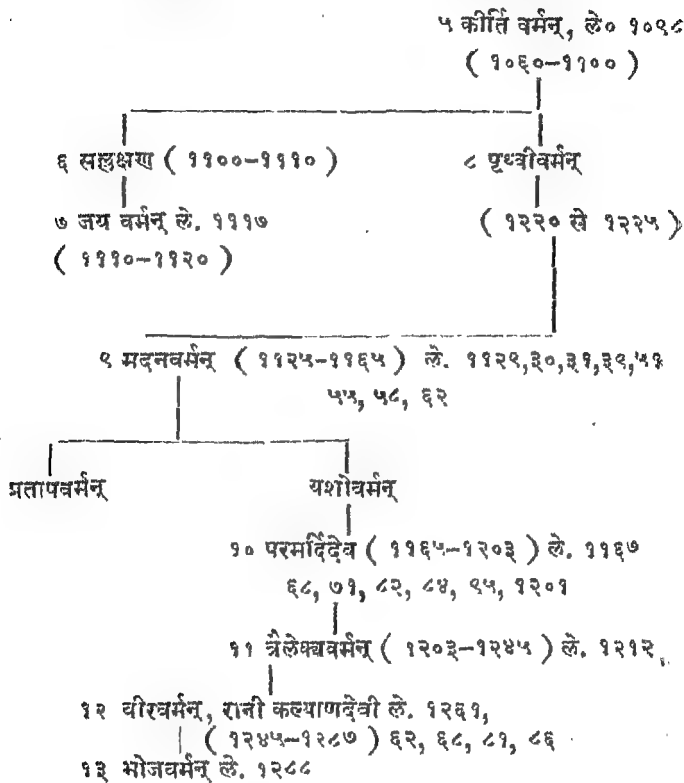 ५ कीर्ति वर्मन्, ले० १०९८
( १०६०-११०० )
६ सल्लक्षण ( ११००-१११० )
८ पृथ्वीवर्मन्
७ जय वर्मन् ले. १११७
( १२२० से १२२५ )
( १११०-११२० )
९ मदनवर्मन् ( ११२५-११६५ ) ले. ११२९,३०,३१,३९,५१
५५, ५८, ६२
प्रतापवर्मन्
यशोवर्मन्
१० परमर्दिदेव ( ११६५-१२०३ ) ले. ११६७
६८, ७१, ८२, ८४, ९५, १२०१
११ त्रैलेक्यवर्मन् ( १२०३-१२४५ ) ले. १२१२,
१२ वीरवर्मन्, रानी कल्याणदेवी ले. १२६१,
( १२४५-१२८७ ) ६२, ६८, ८१, ८६
१३ भोजवर्मन् ले. १२८८